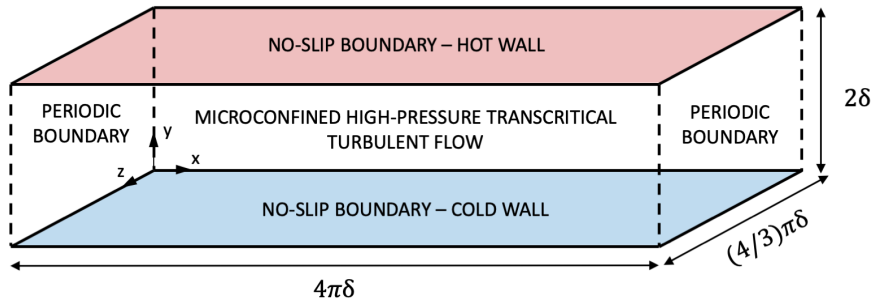 NO-SLIP BOUNDARY – HOT WALL
PERIODIC
BOUNDARY
MICROCONFINED HIGH-PRESSURE TRANSCRITICAL
TURBULENT FLOW
PERIODIC
BOUNDARY
2δ
y
x
z
NO-SLIP BOUNDARY – COLD WALL
(4/3)πδ
4πδ